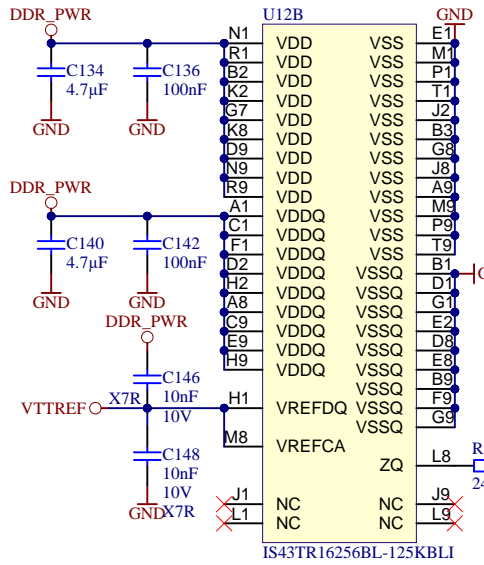 DDR_PWR
U12B
GND
N1 VDD VSS E1
C134 C136 R1 VDD VSS M1
4.7µF 100nF B2 VDD VSS P1
K2 VDD VSS T1
GND GND G7 VDD VSS J2
K8 VDD VSS B3
D9 VDD VSS G8
N9 VDD VSS J8
DDR_PWR R9 VDD VSS A9
A1 VDDQ VSS M9
C140 C142 C1 VDDQ VSS P9
4.7µF 100nF F1 VDDQ VSS T9
D2 VDDQ VSSQ B1
GND GND H2 VDDQ VSSQ D1
DDR_PWR A8 VDDQ VSSQ G1
C9 VDDQ VSSQ E2
E9 VDDQ VSSQ D8
H9 VDDQ VSSQ E8
C146 VSSQ B9
VTTREF X7R 10nF H1 VREFDQ VSSQ F9
10V VSSQ G9
C148 M8 VREFCA
10nF ZQ L8 R
10V 24
GND X7R J1 NC NC J9
L1 NC NC L9
IS43TR16256BL-125KBLI